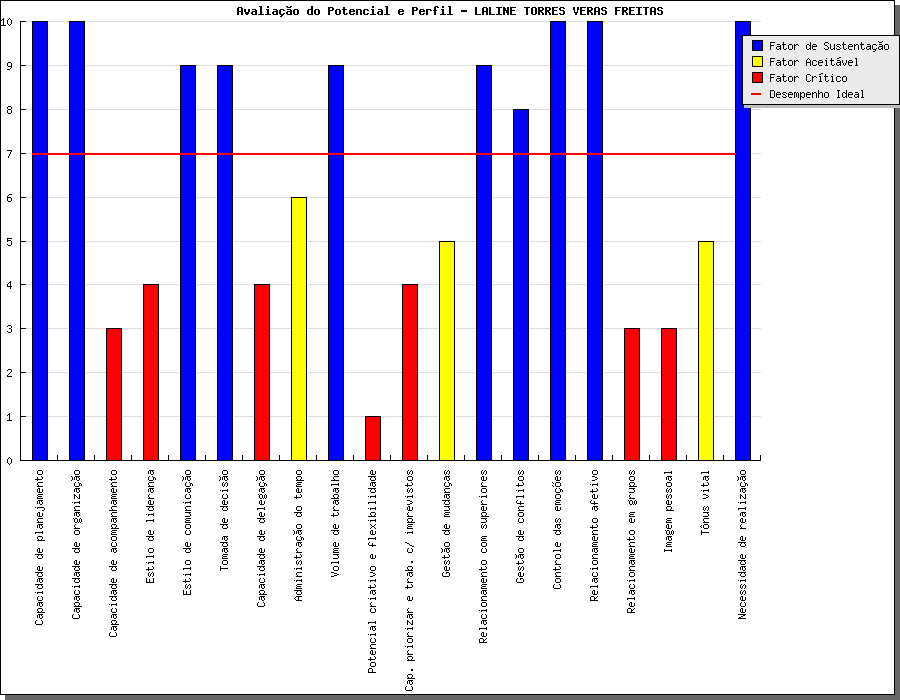 Avaliação do Potencial e Perfil - LALINE TORRES VERAS FREITAS
Fator de Sustentação
Fator Aceitável
Fator Crítico
Desempenho Ideal
10
9
8
7
6
5
4
3
2
1
0
Capacidade de planejamento
Capacidade de organização
Capacidade de acompanhamento
Estilo de liderança
Estilo de comunicação
Tomada de decisão
Capacidade de delegação
Administração do tempo
Volume de trabalho
Potencial criativo e flexibilidade
Cap. priorizar e trab. c/ imprevistos
Gestão de mudanças
Relacionamento com superiores
Gestão de conflitos
Controle das emoções
Relacionamento afetivo
Relacionamento em grupos
Imagem pessoal
Tônus vital
Necessidade de realização